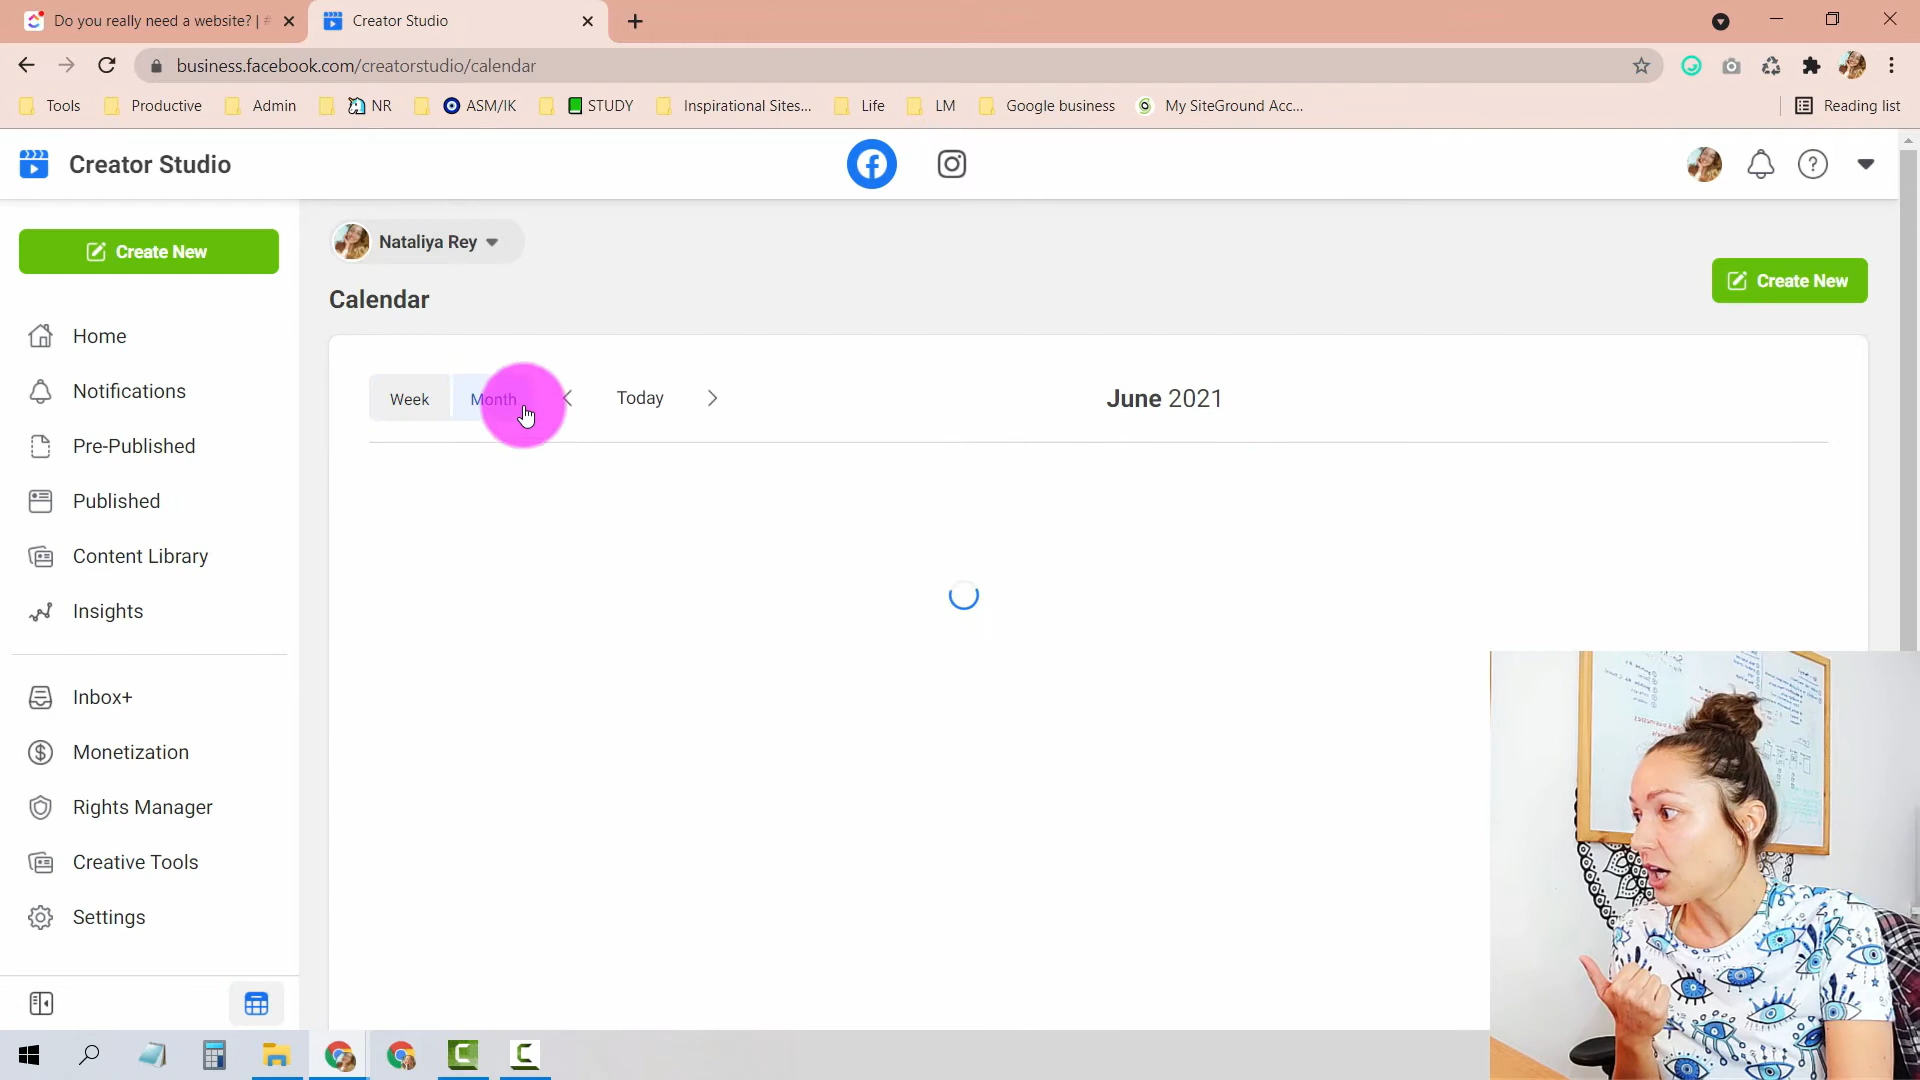 Do you really need a website? | #
Creator Studio
business.facebook.com/creatorstudio/calendar
Tools
Productive
Admin
NR
ASM/IK
STUDY
Inspirational Sites...
Life
LM
Google business
My SiteGround Acc...
Reading list
Creator Studio
Create New
Nataliya Rey
Create New
Calendar
Home
Notifications
Pre-Published
Published
Content Library
Insights
Inbox+
Monetization
Rights Manager
Creative Tools
Settings
Week
Month
Today
June 2021